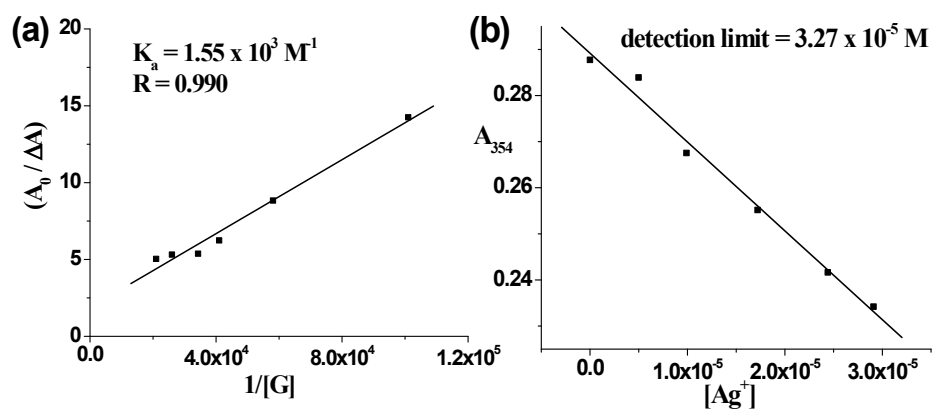 (a)
K_a = 1.55 x 10^3 M^-1
R = 0.990
(A_0 / ΔA)
20
15
10
5
0
0.0 4.0x10^4 8.0x10^4 1.2x10^5
1/[G]
(b)
detection limit = 3.27 x 10^-5 M
A_354
0.28
0.26
0.24
0.0 1.0x10^-5 2.0x10^-5 3.0x10^-5
[Ag^+]